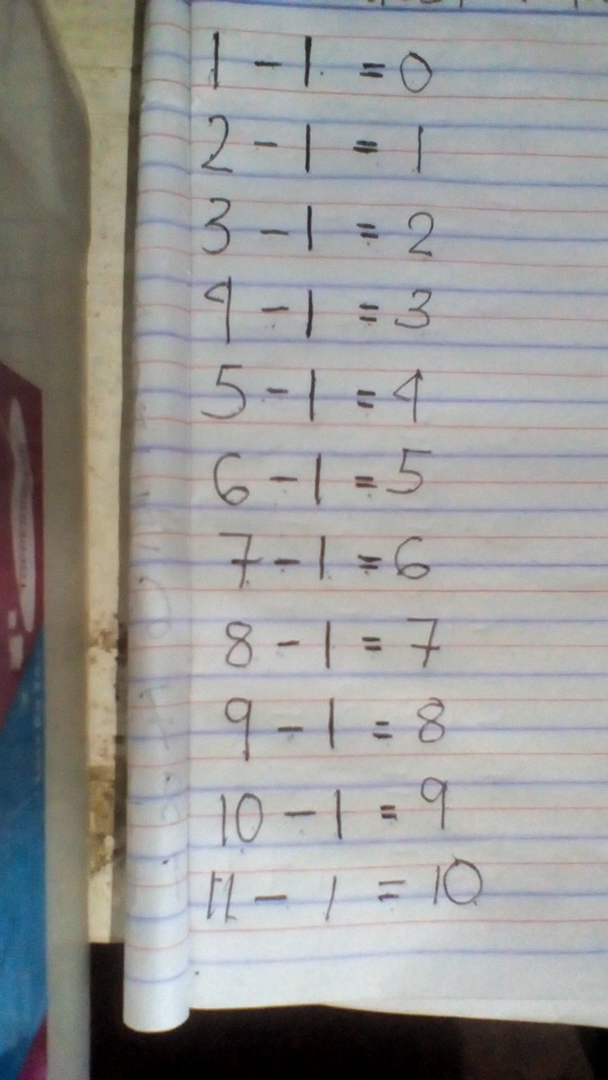 1 - 1 = 0
2 - 1 = 1
3 - 1 = 2
4 - 1 = 3
5 - 1 = 4
6 - 1 = 5
7 - 1 = 6
8 - 1 = 7
9 - 1 = 8
10 - 1 = 9
11 - 1 = 10